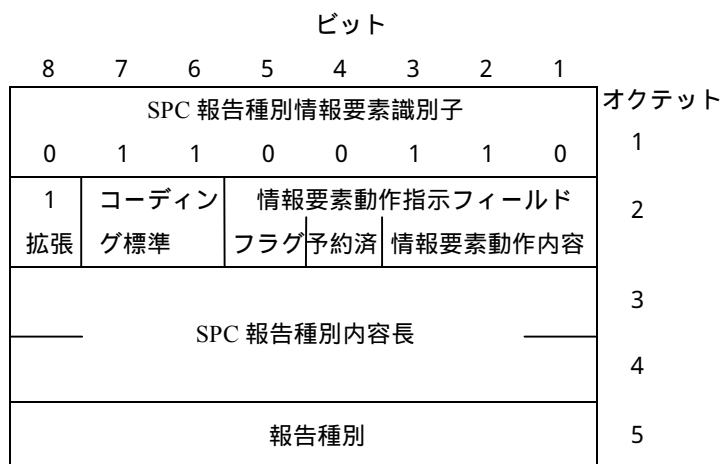 ビット
8 7 6 5 4 3 2 1
オクテット
SPC 報告種別情報要素識別子
0 1 1 0 0 1 1 0
1
1 コーディン 情報要素動作指示フィールド
拡張 グ標準 フラグ 予約済 情報要素動作内容
2
3
SPC 報告種別内容長
4
報告種別 5